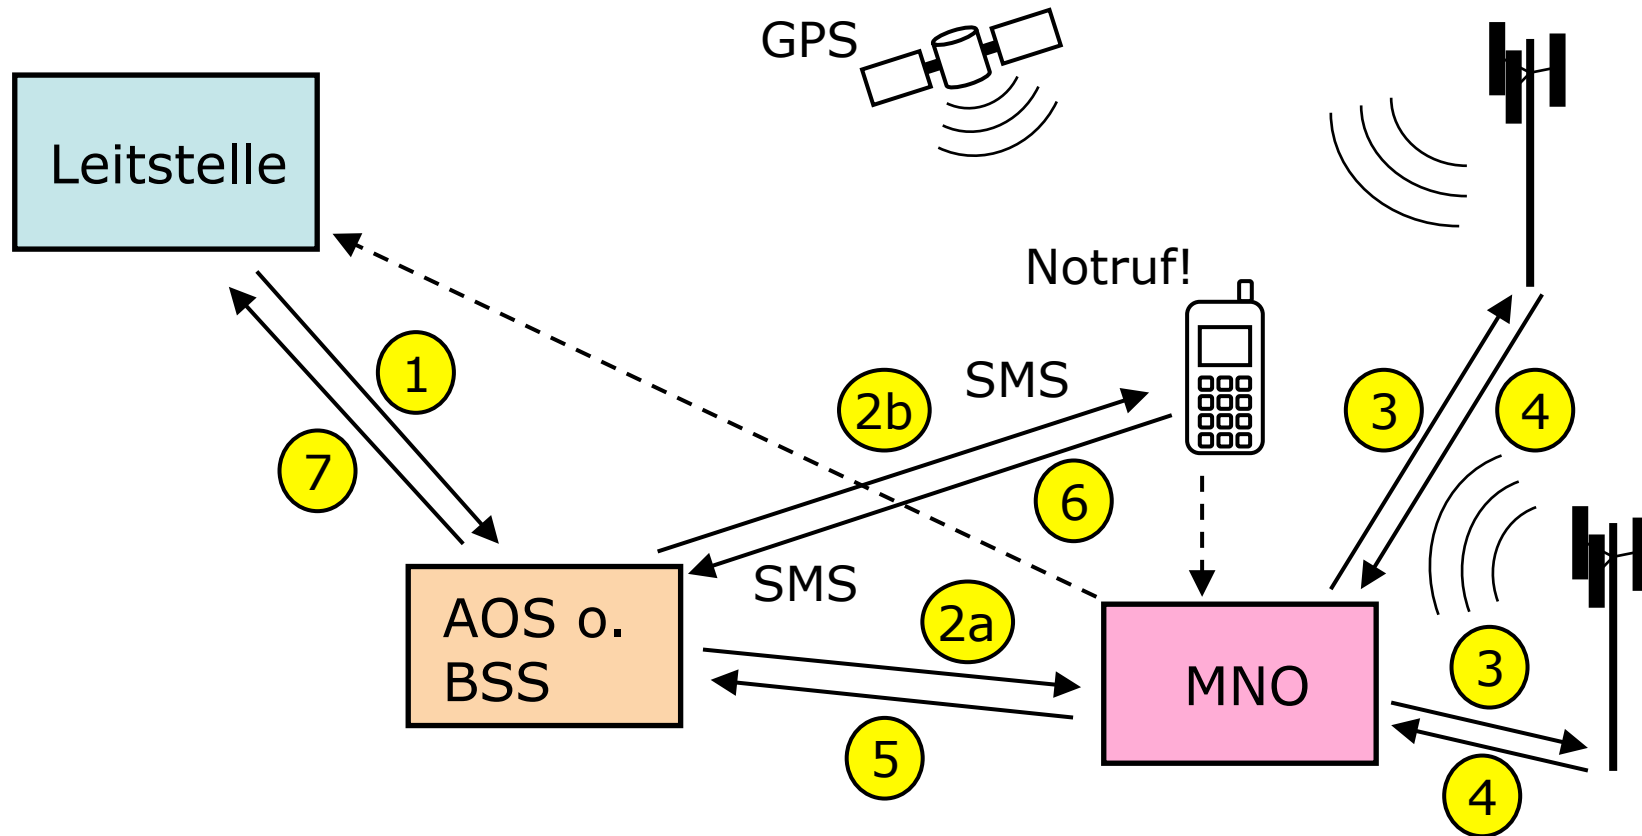 GPS
Leitstelle
Notruf!
1
2b
SMS
3
4
7
6
SMS
AOS o.
BSS
2a
MNO
3
5
4